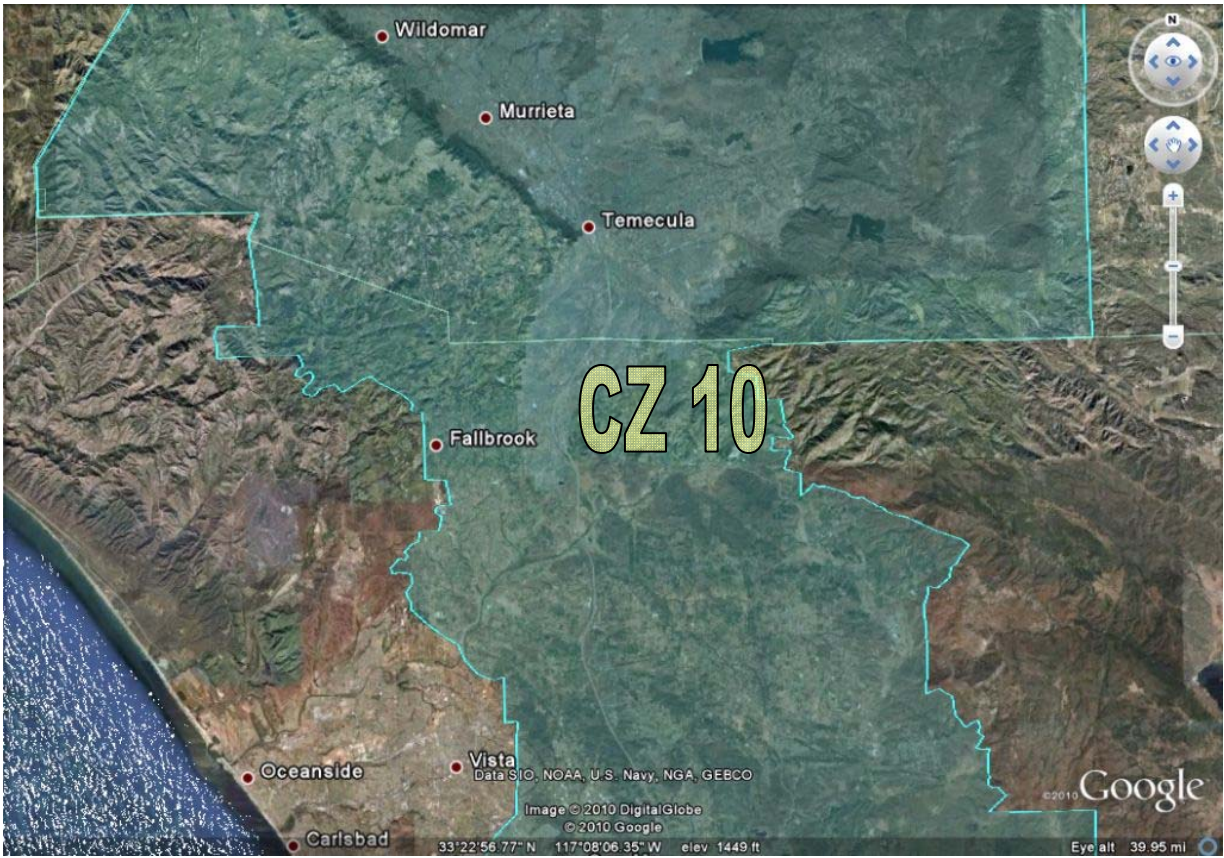 Wildomar
N
Murrieta
Temecula
CZ 10
Fallbrook
Oceanside
Vista
Data SIO, NOAA, U.S. Navy, NGA, GEBCO
©2010 Google
Image © 2010 DigitalGlobe
© 2010 Google
Carlsbad
33°22'56.77" N 117°08'06.35" W elev 1449 ft
Eye alt 39.95 mi